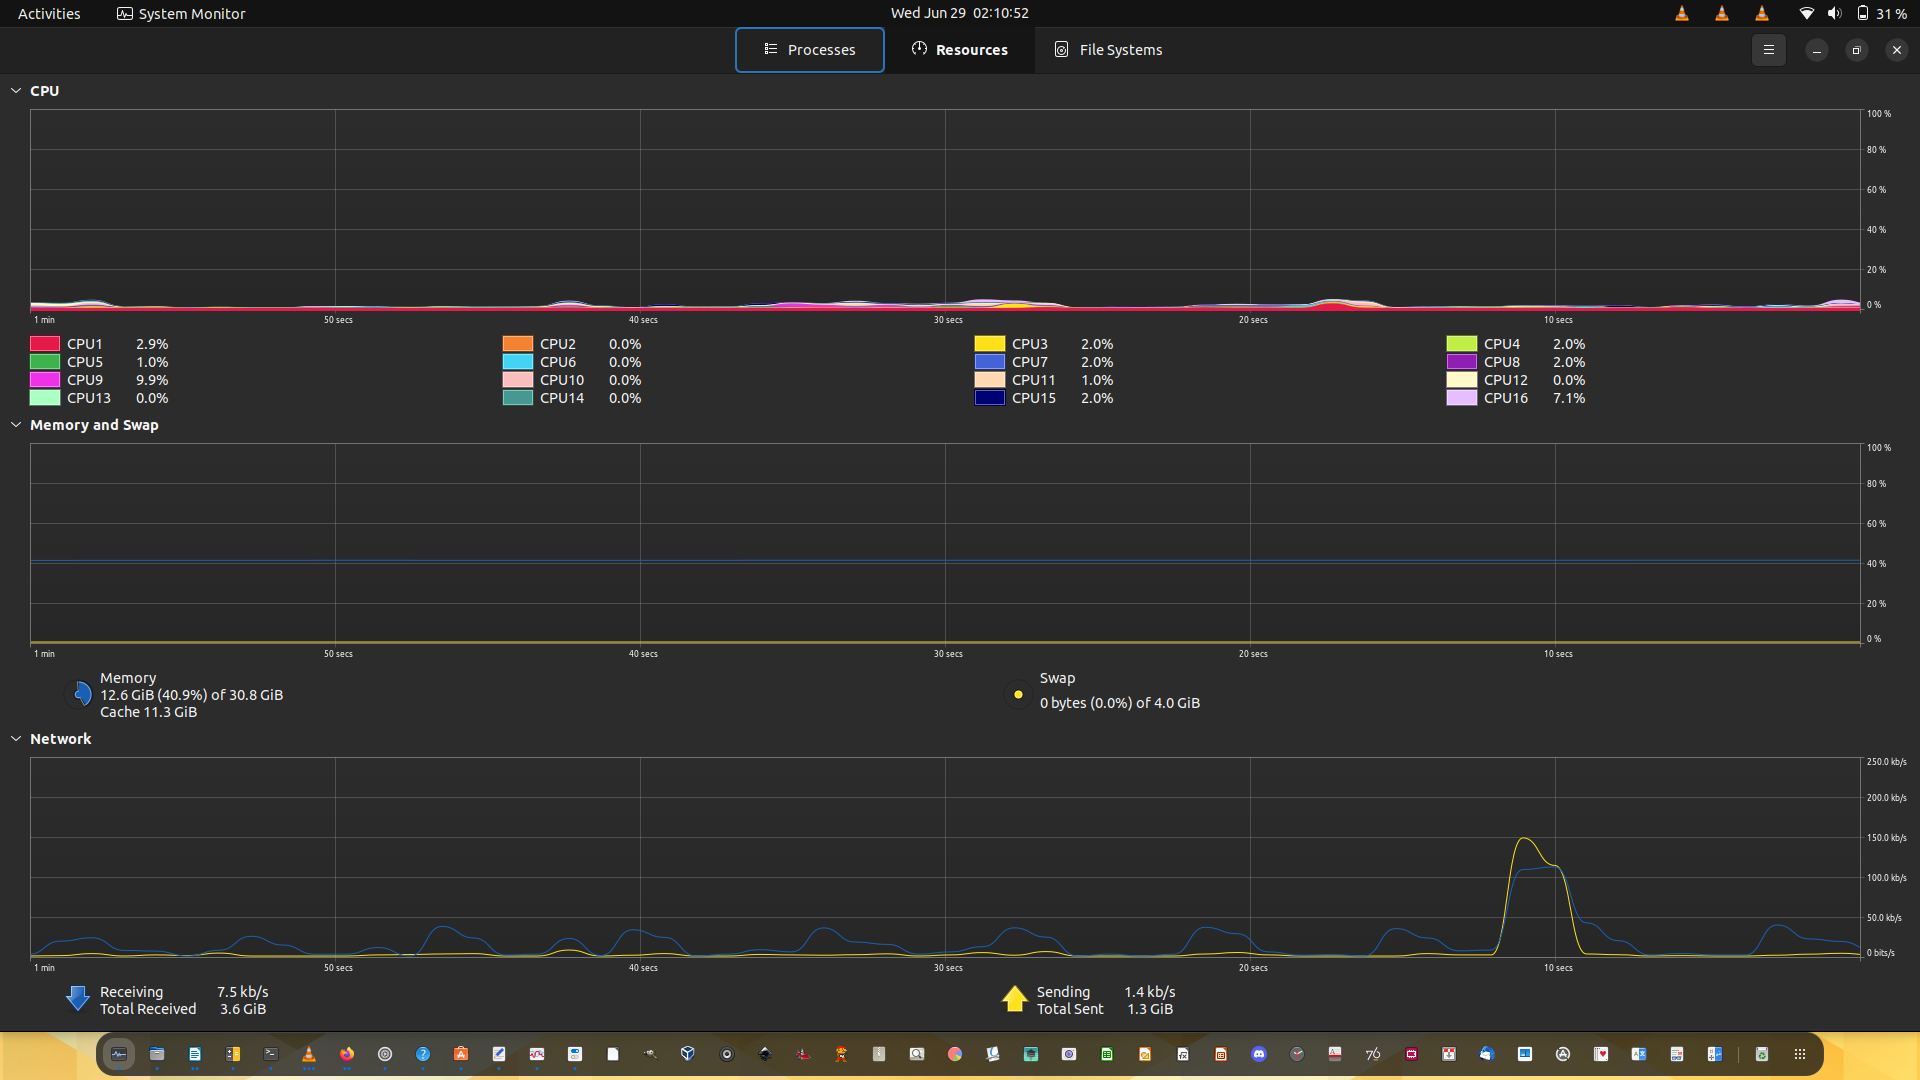 Activities System Monitor Wed Jun 29 02:10:52 31 %
Processes Resources File Systems
CPU
100 %
80 %
60 %
40 %
20 %
0 %
1 min 50 secs 40 secs 30 secs 20 secs 10 secs
CPU1 2.9% CPU2 0.0% CPU3 2.0% CPU4 2.0%
CPU5 1.0% CPU6 0.0% CPU7 2.0% CPU8 2.0%
CPU9 9.9% CPU10 0.0% CPU11 1.0% CPU12 0.0%
CPU13 0.0% CPU14 0.0% CPU15 2.0% CPU16 7.1%
Memory and Swap
100 %
80 %
60 %
40 %
20 %
0 %
1 min 50 secs 40 secs 30 secs 20 secs 10 secs
Memory Swap
12.6 GiB (40.9%) of 30.8 GiB 0 bytes (0.0%) of 4.0 GiB
Cache 11.3 GiB
Network
250.0 kb/s
200.0 kb/s
150.0 kb/s
100.0 kb/s
50.0 kb/s
0 bits/s
1 min 50 secs 40 secs 30 secs 20 secs 10 secs
Receiving 7.5 kb/s Sending 1.4 kb/s
Total Received 3.6 GiB Total Sent 1.3 GiB